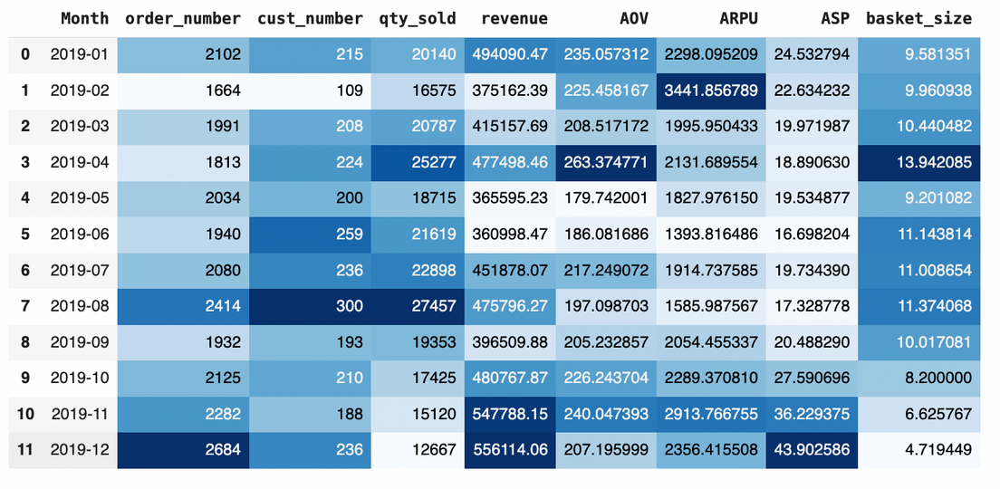 Month order_number cust_number qty_sold revenue AOV ARPU ASP basket_size
0 2019-01 2102 215 20140 494090.47 235.057312 2298.095209 24.532794 9.581351
1 2019-02 1664 109 16575 375162.39 225.458167 3441.856789 22.634232 9.960938
2 2019-03 1991 208 20787 415157.69 208.517172 1995.950433 19.971987 10.440482
3 2019-04 1813 224 25277 477498.46 263.374771 2131.689554 18.890630 13.942085
4 2019-05 2034 200 18715 365595.23 179.742001 1827.976150 19.534877 9.201082
5 2019-06 1940 259 21619 360998.47 186.081686 1393.816486 16.698204 11.143814
6 2019-07 2080 236 22898 451878.07 217.249072 1914.737585 19.734390 11.008654
7 2019-08 2414 300 27457 475796.27 197.098703 1585.987567 17.328778 11.374068
8 2019-09 1932 193 19353 396509.88 205.232857 2054.455337 20.488290 10.017081
9 2019-10 2125 210 17425 480767.87 226.243704 2289.370810 27.590696 8.200000
10 2019-11 2282 188 15120 547788.15 240.047393 2913.766755 36.229375 6.625767
11 2019-12 2684 236 12667 556114.06 207.195999 2356.415508 43.902586 4.719449